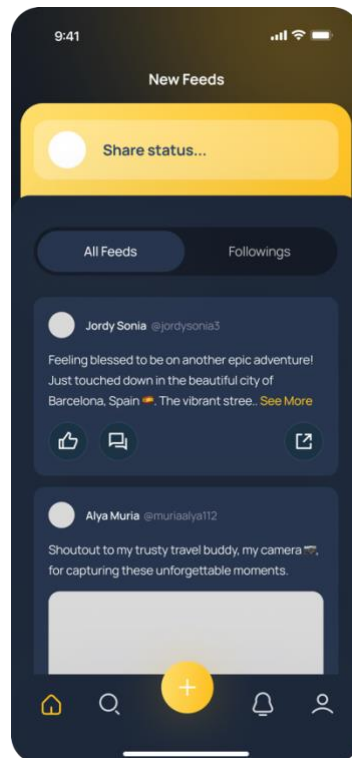 9:41
New Feeds
Share status...
All Feeds
Followings
Jordy Sonia @jordysonia3
Feeling blessed to be on another epic adventure!
Just touched down in the beautiful city of
Barcelona, Spain 🇪🇸. The vibrant stree.. See More
Alya Muria @muriaalya112
Shoutout to my trusty travel buddy, my camera 📷,
for capturing these unforgettable moments.